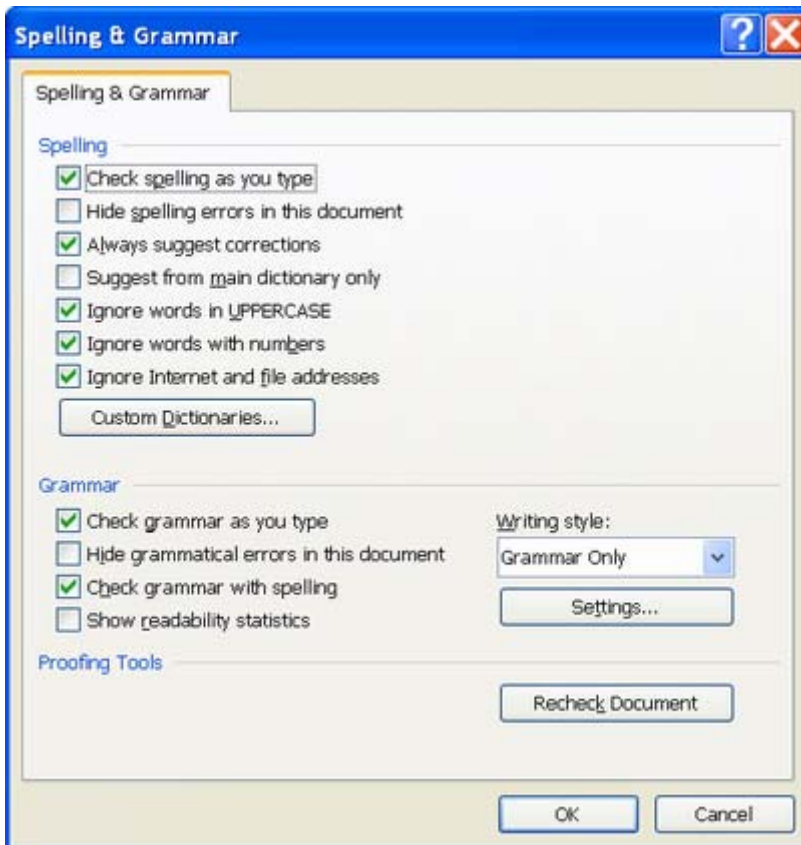 Spelling & Grammar
Spelling & Grammar
Spelling
Check spelling as you type
Hide spelling errors in this document
Always suggest corrections
Suggest from main dictionary only
Ignore words in UPPERCASE
Ignore words with numbers
Ignore Internet and file addresses
Custom Dictionaries...
Grammar
Check grammar as you type
Writing style:
Hide grammatical errors in this document
Grammar Only
Check grammar with spelling
Settings...
Show readability statistics
Proofing Tools
Recheck Document
OK
Cancel